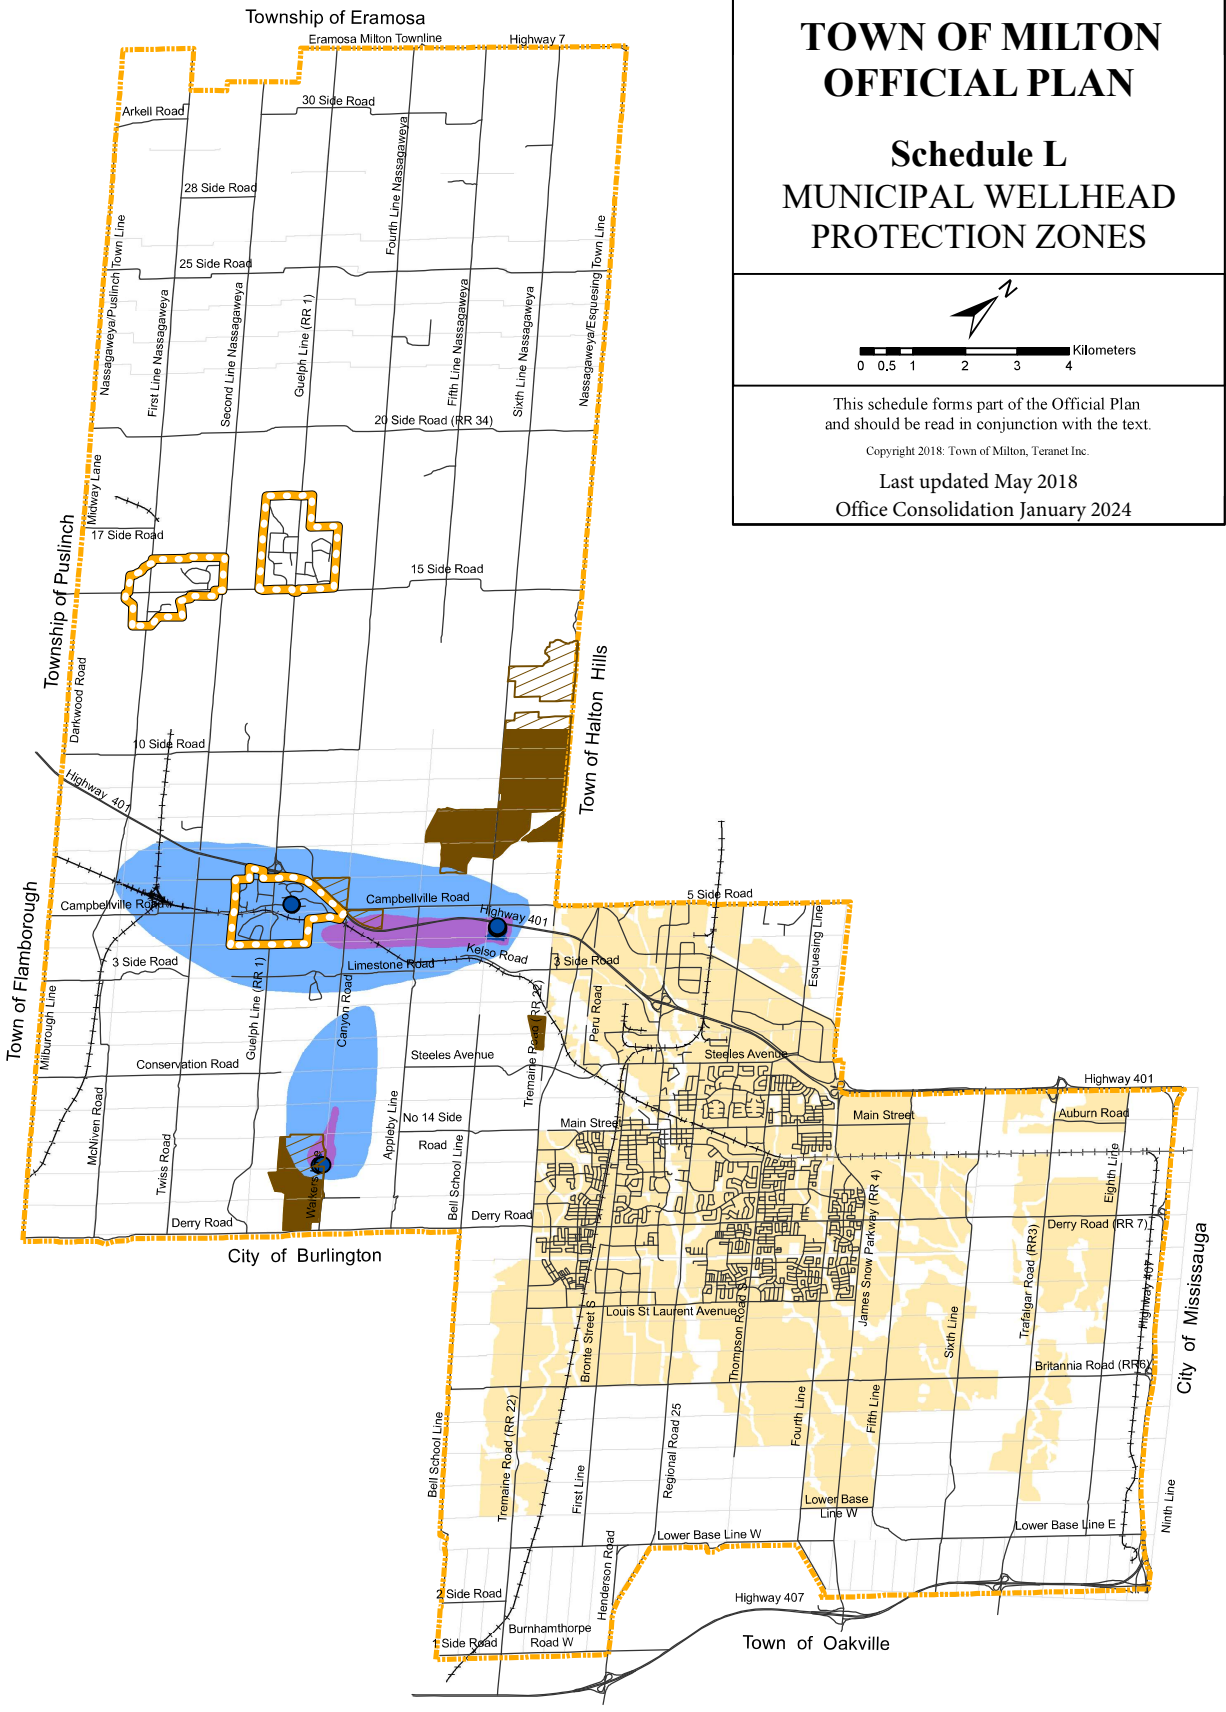 Township of Eramosa
Eramosa Milton Townline
Highway 7
TOWN OF MILTON
OFFICIAL PLAN
Schedule L
MUNICIPAL WELLHEAD
PROTECTION ZONES
N
Kilometers
0 0.5 1 2 3 4
This schedule forms part of the Official Plan
and should be read in conjunction with the text.
Copyright 2018: Town of Milton, Teranet Inc.
Last updated May 2018
Office Consolidation January 2024
Arkell Road
30 Side Road
Fourth Line Nassagaweya
28 Side Road
Nassagaweya/Puslinch Town Line
25 Side Road
Nassagaweya/Esquesing Town Line
First Line Nassagaweya
Second Line Nassagaweya
Guelph Line (RR 1)
Fifth Line Nassagaweya
Sixth Line Nassagaweya
20 Side Road (RR 34)
Midway Lane
17 Side Road
15 Side Road
Township of Puslinch
Darkwood Road
10 Side Road
Town of Halton Hills
Highway 401
Town of Flamborough
Campbellville Road
Campbellville Road
Highway 401
5 Side Road
Esquesing Line
3 Side Road
Limestone Road
Kelso Road
3 Side Road
Guelph Line (RR 1)
Canyon Road
Tremaine Road (RR 22)
Peru Road
Milburough Line
Conservation Road
Steeles Avenue
Steeles Avenue
Highway 401
McNiven Road
Twiss Road
Appleby Line
No 14 Side
Road
Main Street
Main Street
Auburn Road
Bell School Line
Eighth Line
Derry Road
Derry Road
Derry Road (RR 7)
James Snow Parkway (RR 4)
Trafalgar Road (RR3)
City of Burlington
City of Mississauga
Highway 407
Louis St Laurent Avenue
Bronte Street S
Thompson Road S
Sixth Line
Britannia Road (RR6)
Bell School Line
Tremaine Road (RR 22)
First Line
Regional Road 25
Fourth Line
Fifth Line
Lower Base
Line W
Lower Base Line W
Lower Base Line E
Ninth Line
Henderson Road
2 Side Road
Highway 407
Burnhamthorpe
Road W
1 Side Road
Town of Oakville